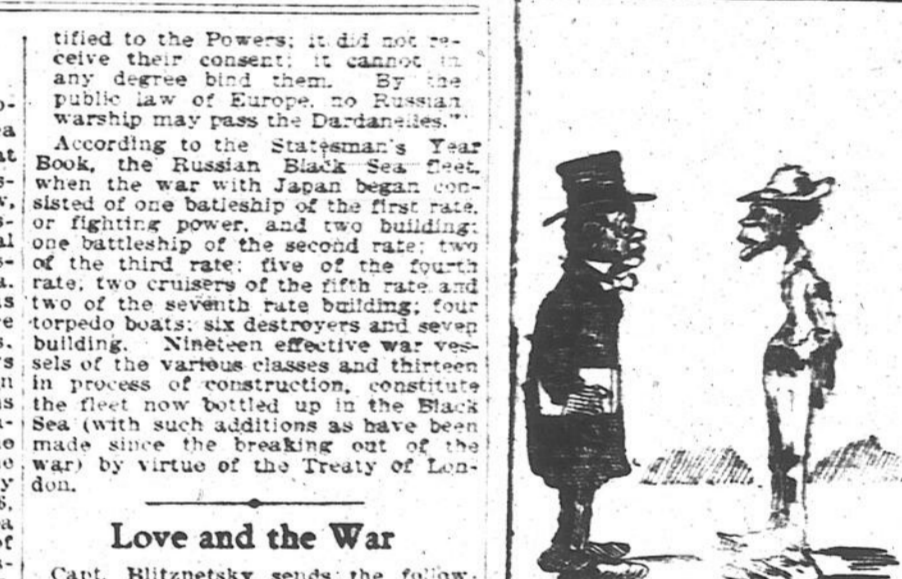 tified to the Powers; it did not re-
ceive their consent; it cannot in
any degree bind them. By the
public law of Europe, no Russian
warship may pass the Dardanelles."
According to the Statesman's Year
Book, the Russian Black Sea fleet,
when the war with Japan began con-
sisted of one batleship of the first rate,
or fighting power, and two building;
one battleship of the second rate; two
of the third rate; five of the fourth
rate; two cruisers of the fifth rate and
two of the seventh rate building; four
torpedo boats; six destroyers and seven
building. Nineteen effective war ves-
sels of the various classes and thirteen
in process of construction, constitute
the fleet now bottled up in the Black
Sea (with such additions as have been
made since the breaking out of the
war) by virtue of the Treaty of Lon-
don.
Love and the War
Capt. Blitznetsky sends the follow-